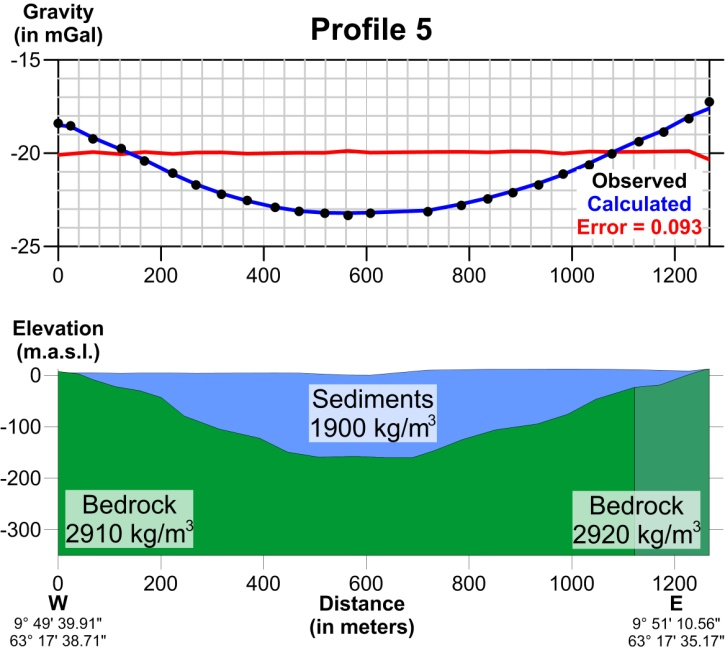 Gravity
(in mGal)
Profile 5
-15
-20
-25
Observed
Calculated
Error = 0.093
0 200 400 600 800 1000 1200
Elevation
(m.a.s.l.)
0
-100
-200
-300
Sediments
1900 kg/m³
Bedrock
2910 kg/m³
Bedrock
2920 kg/m³
0 200 400 600 800 1000 1200
W Distance E
(in meters)
9° 49' 39.91"
63° 17' 38.71"
9° 51' 10.56"
63° 17' 35.17"